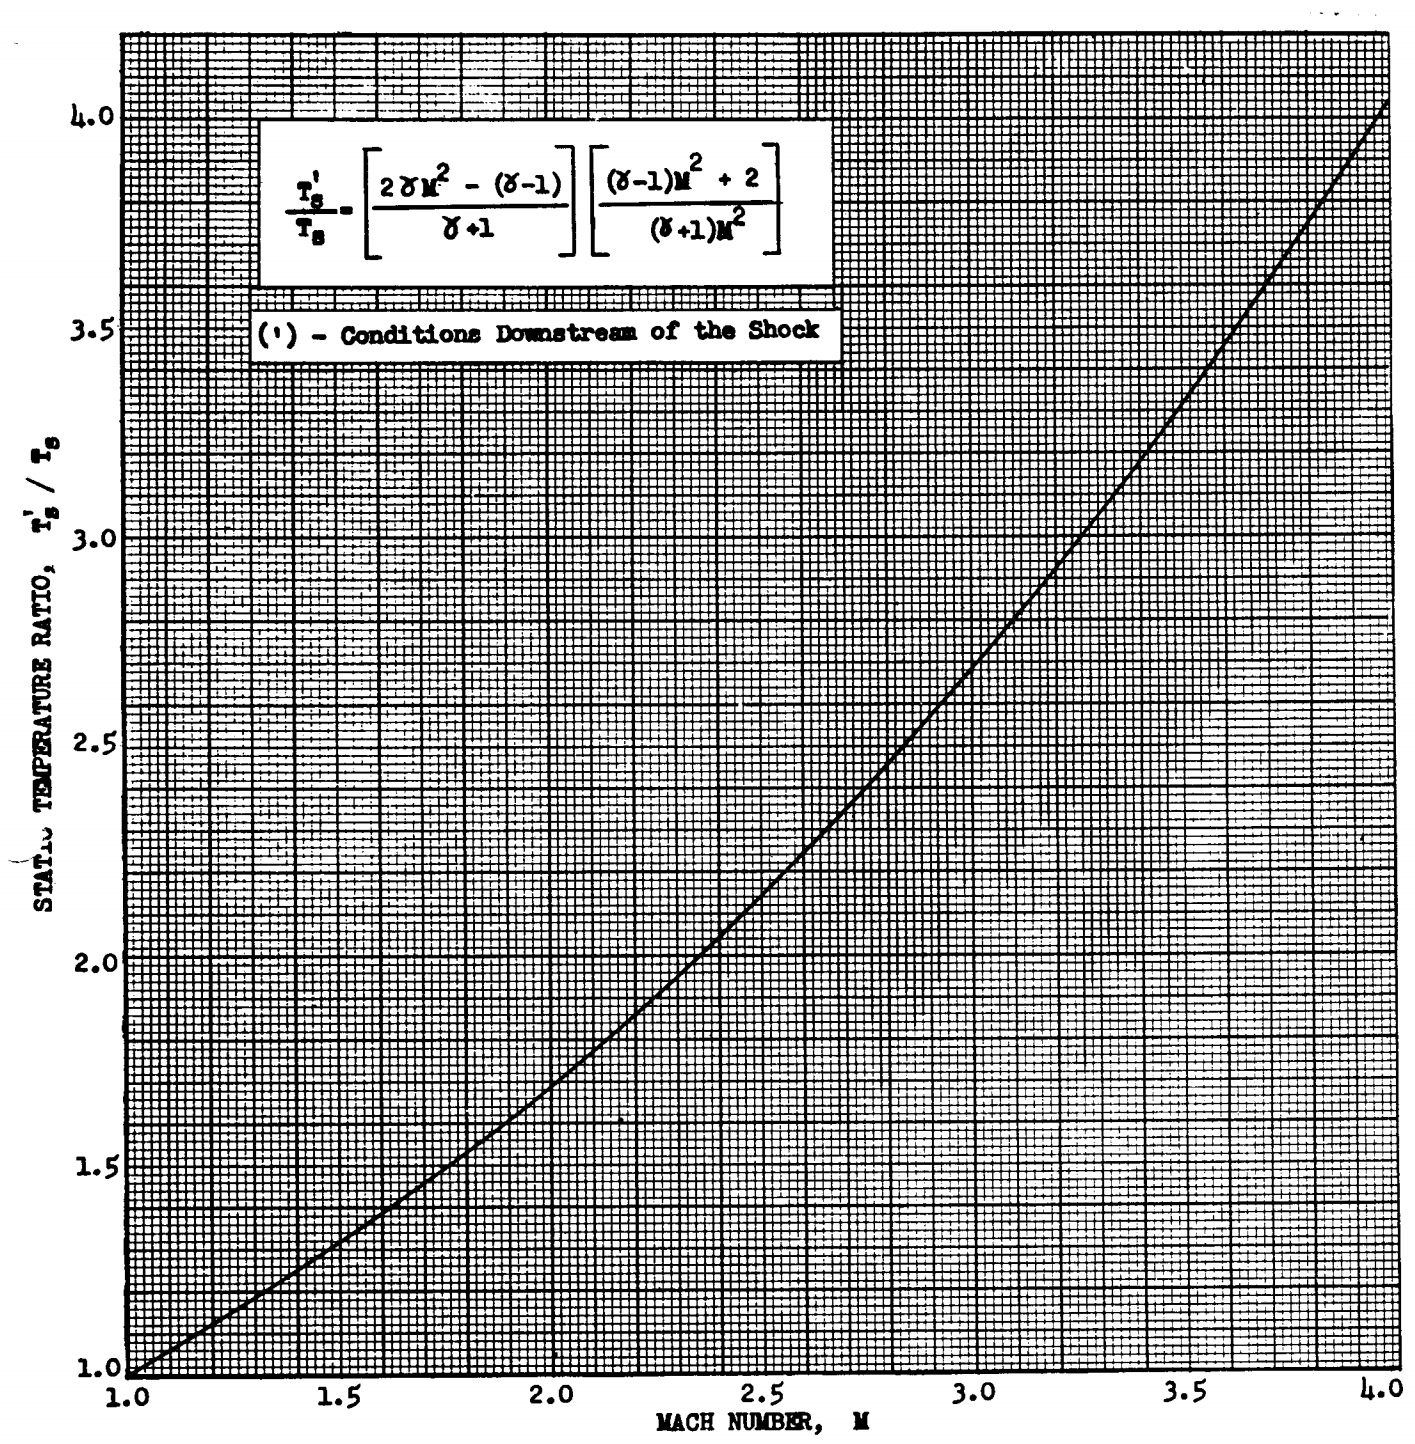 4.0
T's / Ts = [ 2γM² - (γ-1) / γ+1 ] [ (γ-1)M² + 2 / (γ+1)M² ]
3.5
(') - Conditions Downstream of the Shock
3.0
2.5
2.0
1.5
1.0
STATIC TEMPERATURE RATIO, T's / Ts
1.0 1.5 2.0 2.5 3.0 3.5 4.0
MACH NUMBER, M